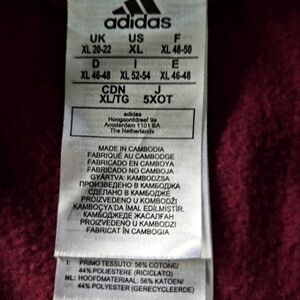 adidas
UK US F
XL 20-22 XL XL 48-50
D I E
XL 46-48 XL 52-54 XL 46-48
CDN J
XL/TG 5XOT
adidas
Hoogoorddreef 9a
Amsterdam 1101 BA
The Netherlands
MADE IN CAMBODIA
FABRIQUÉ AU CAMBODGE
FABRICADO EN CAMBOYA
FABRICADO NO CAMBOJA
GYÁRTVA: KAMBODZSA
ПРОИЗВЕДЕНО В КАМБОДЖА
СДЕЛАНО В КАМБОДЖЕ
PROIZVEDENO U KOMBODŽI
KAMBOÇYA'DA İMAL EDİLMİŞTİR.
КАМБОДЖЕДЕ ЖАСАЛҒАН
PROIZVEDENO U KAMBODŽI
FABRICAT ÎN CAMBOGIA
PRIMO TESSUTO: 56% COTONE/
44% POLIESTERE (RICICLATO)
NL: HOOFDMATERIAAL: 56% KATOEN/
44% POLYESTER (GERECYCLEERDE)